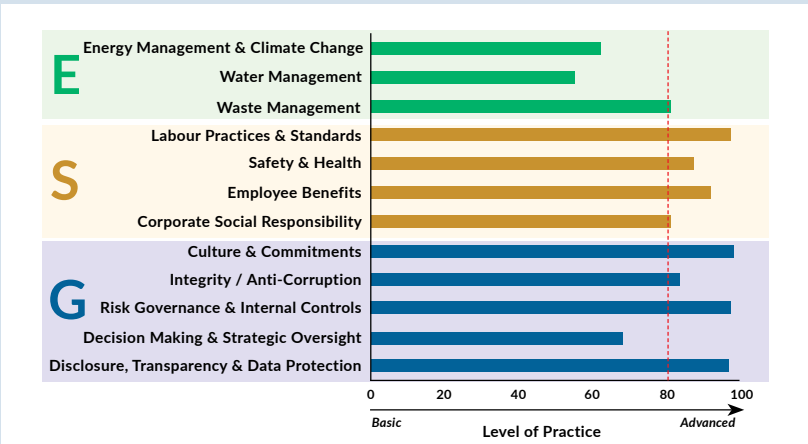 E
Energy Management & Climate Change
Water Management
Waste Management
S
Labour Practices & Standards
Safety & Health
Employee Benefits
Corporate Social Responsibility
G
Culture & Commitments
Integrity / Anti-Corruption
Risk Governance & Internal Controls
Decision Making & Strategic Oversight
Disclosure, Transparency & Data Protection
0 20 40 60 80 100
Basic Advanced
Level of Practice